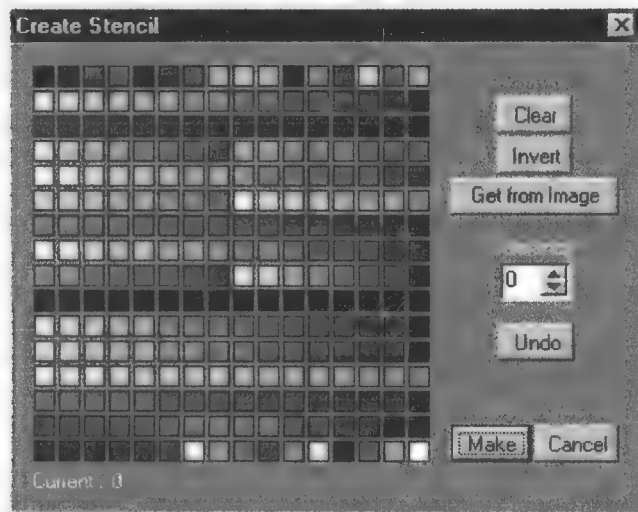 Create Stencil
Clear
Invert
Get from Image
0
Undo
Make Cancel
Current : 0